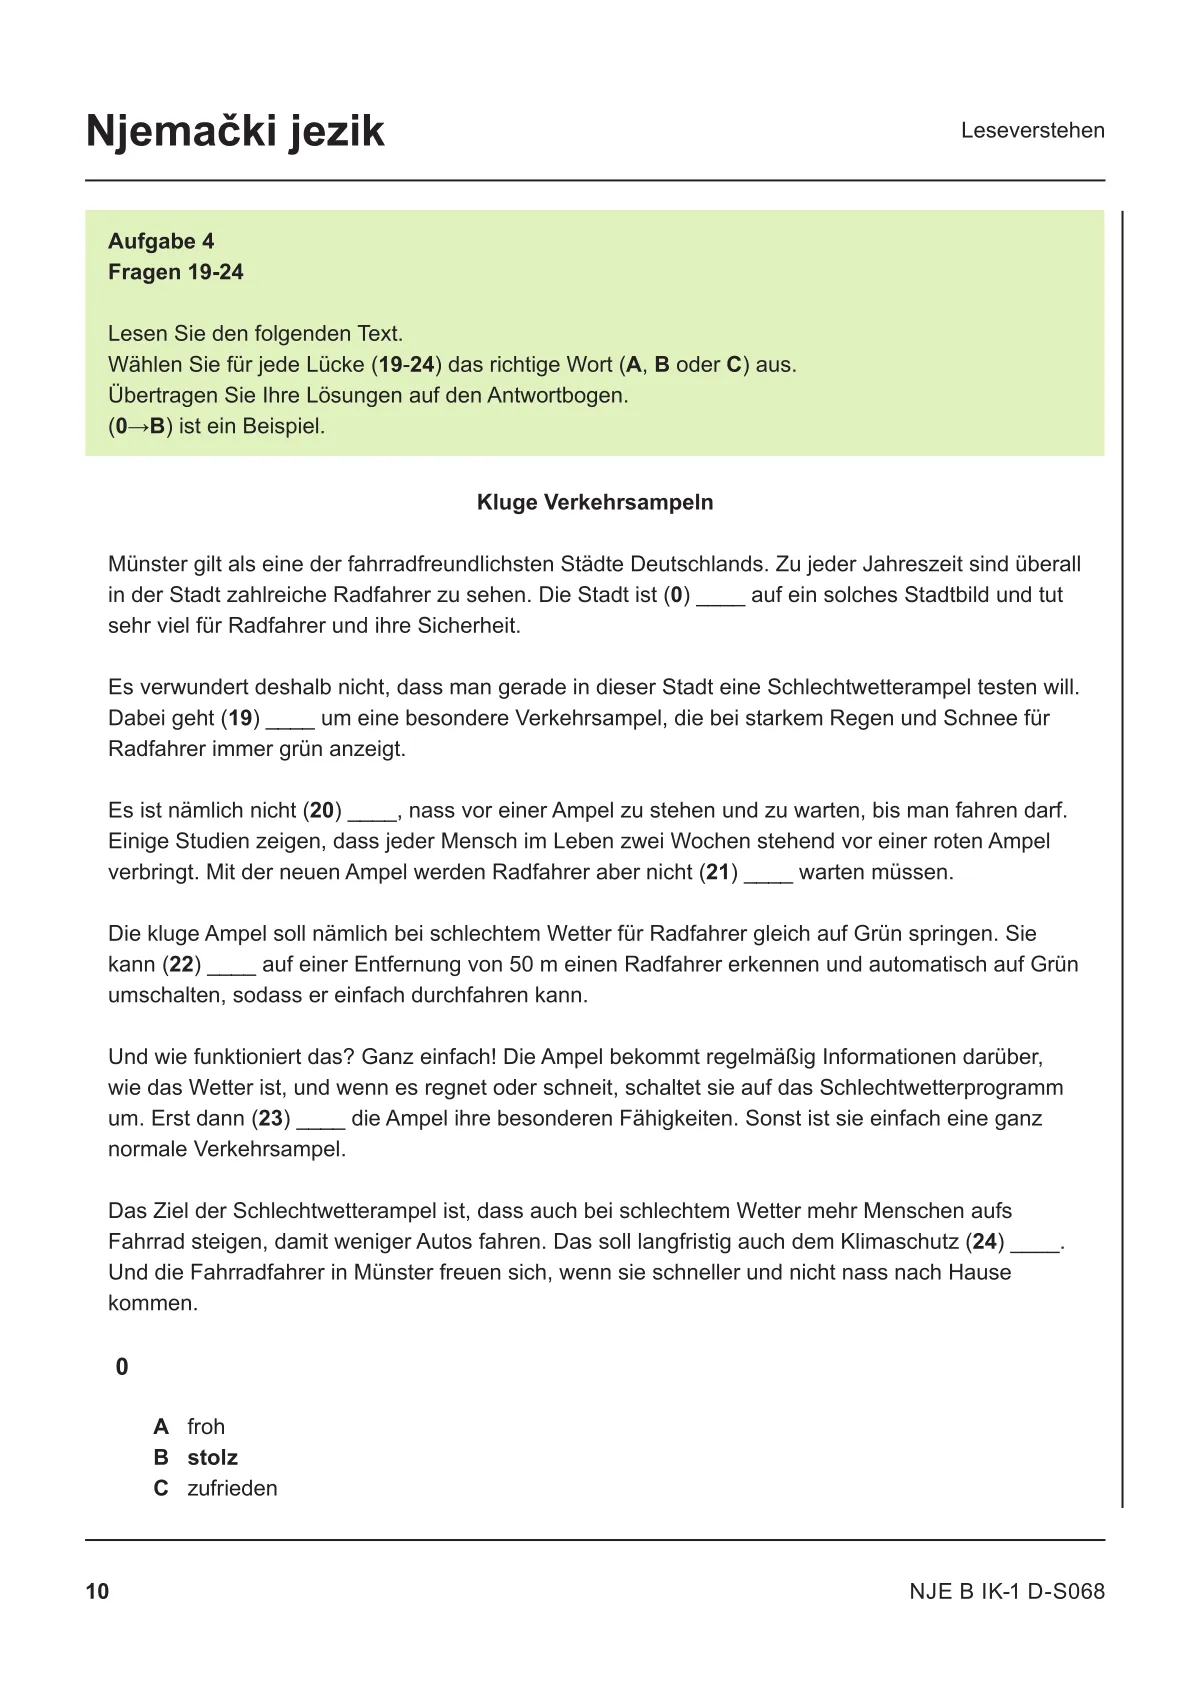 Njemački jezik
Leseverstehen
Aufgabe 4
Fragen 19-24
Lesen Sie den folgenden Text.
Wählen Sie für jede Lücke (19-24) das richtige Wort (A, B oder C) aus.
Übertragen Sie Ihre Lösungen auf den Antwortbogen.
(0→B) ist ein Beispiel.
Kluge Verkehrsampeln
Münster gilt als eine der fahrradfreundlichsten Städte Deutschlands. Zu jeder Jahreszeit sind überall
in der Stadt zahlreiche Radfahrer zu sehen. Die Stadt ist (0) ____ auf ein solches Stadtbild und tut
sehr viel für Radfahrer und ihre Sicherheit.
Es verwundert deshalb nicht, dass man gerade in dieser Stadt eine Schlechtwetterampel testen will.
Dabei geht (19) ____ um eine besondere Verkehrsampel, die bei starkem Regen und Schnee für
Radfahrer immer grün anzeigt.
Es ist nämlich nicht (20) ____, nass vor einer Ampel zu stehen und zu warten, bis man fahren darf.
Einige Studien zeigen, dass jeder Mensch im Leben zwei Wochen stehend vor einer roten Ampel
verbringt. Mit der neuen Ampel werden Radfahrer aber nicht (21) ____ warten müssen.
Die kluge Ampel soll nämlich bei schlechtem Wetter für Radfahrer gleich auf Grün springen. Sie
kann (22) ____ auf einer Entfernung von 50 m einen Radfahrer erkennen und automatisch auf Grün
umschalten, sodass er einfach durchfahren kann.
Und wie funktioniert das? Ganz einfach! Die Ampel bekommt regelmäßig Informationen darüber,
wie das Wetter ist, und wenn es regnet oder schneit, schaltet sie auf das Schlechtwetterprogramm
um. Erst dann (23) ____ die Ampel ihre besonderen Fähigkeiten. Sonst ist sie einfach eine ganz
normale Verkehrsampel.
Das Ziel der Schlechtwetterampel ist, dass auch bei schlechtem Wetter mehr Menschen aufs
Fahrrad steigen, damit weniger Autos fahren. Das soll langfristig auch dem Klimaschutz (24) ____.
Und die Fahrradfahrer in Münster freuen sich, wenn sie schneller und nicht nass nach Hause
kommen.
0
A froh
B stolz
C zufrieden
10
NJE B IK-1 D-S068